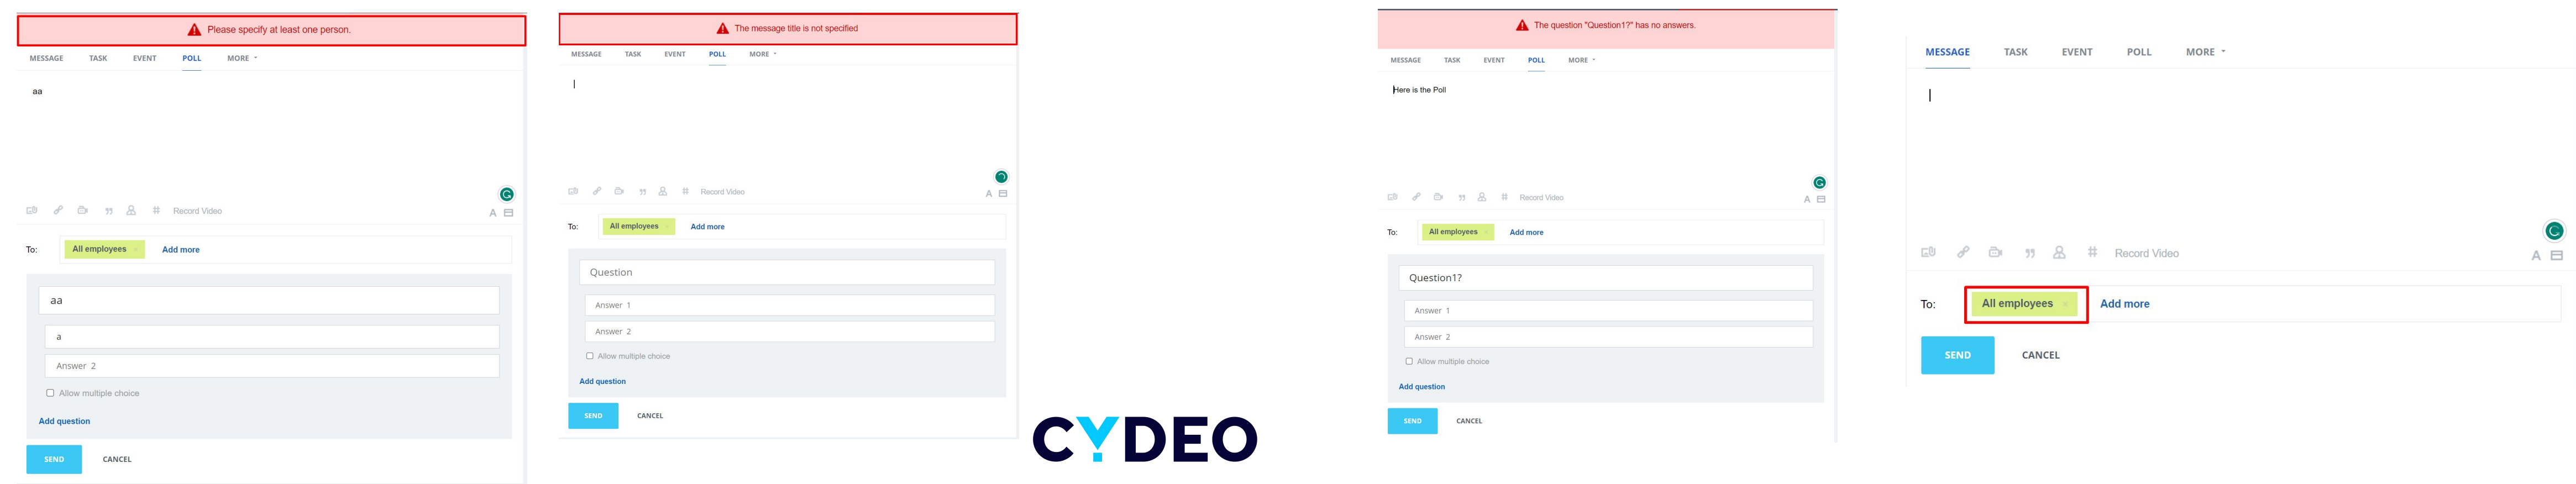 Please specify at least one person.
MESSAGE TASK EVENT POLL MORE
aa
Record Video
A
To: All employees × Add more
aa
a
Answer 2
Allow multiple choice
Add question
SEND CANCEL
The message title is not specified
MESSAGE TASK EVENT POLL MORE
" # Record Video
A
To: All employees × Add more
Question
Answer 1
Answer 2
Allow multiple choice
Add question
SEND CANCEL
CYDEO
The question "Question1?" has no answers.
MESSAGE TASK EVENT POLL MORE
Here is the Poll
" # Record Video
A
To: All employees × Add more
Question1?
Answer 1
Answer 2
Allow multiple choice
Add question
SEND CANCEL
MESSAGE TASK EVENT POLL MORE
" # Record Video
A
To: All employees × Add more
SEND CANCEL